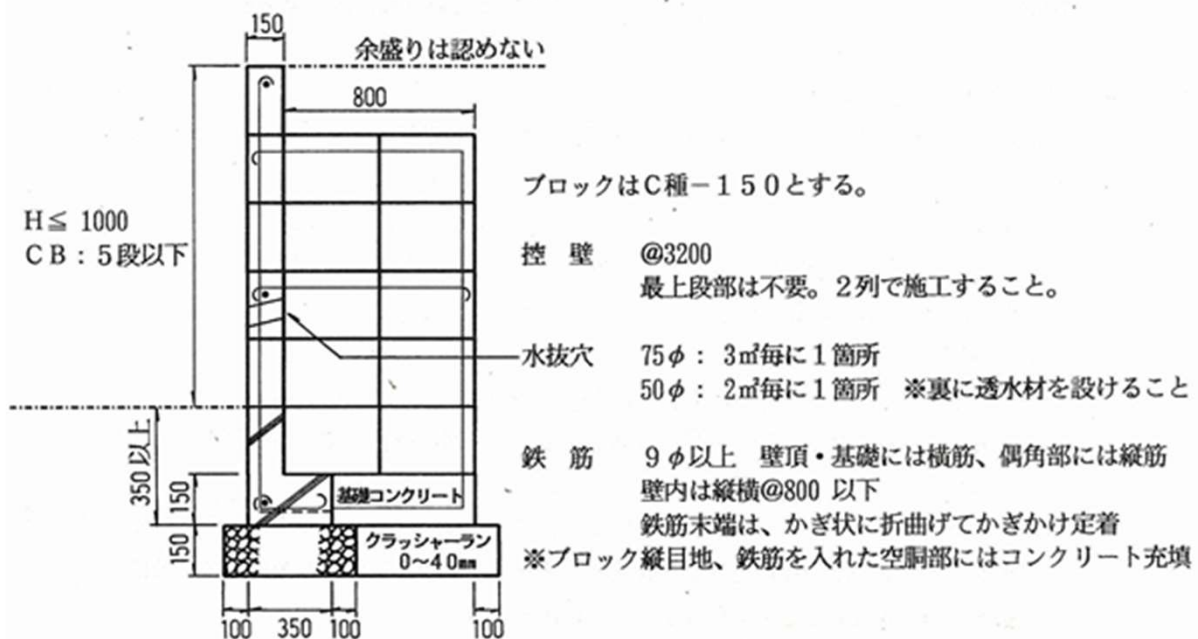 150
余盛りは認めない
800
H≦ 1000
CB：5段以下
ブロックはC種－150とする。
控 壁 @3200
最上段部は不要。2列で施工すること。
水抜穴 75φ： 3㎡毎に1箇所
50φ： 2㎡毎に1箇所 ※裏に透水材を設けること
鉄 筋 9φ以上 壁頂・基礎には横筋、偶角部には縦筋
壁内は縦横@800 以下
鉄筋末端は、かぎ状に折曲げてかぎかけ定着
※ブロック縦目地、鉄筋を入れた空胴部にはコンクリート充填
350以上
150
基礎コンクリート
150
クラッシャーラン
0～40mm
100 350 100 100